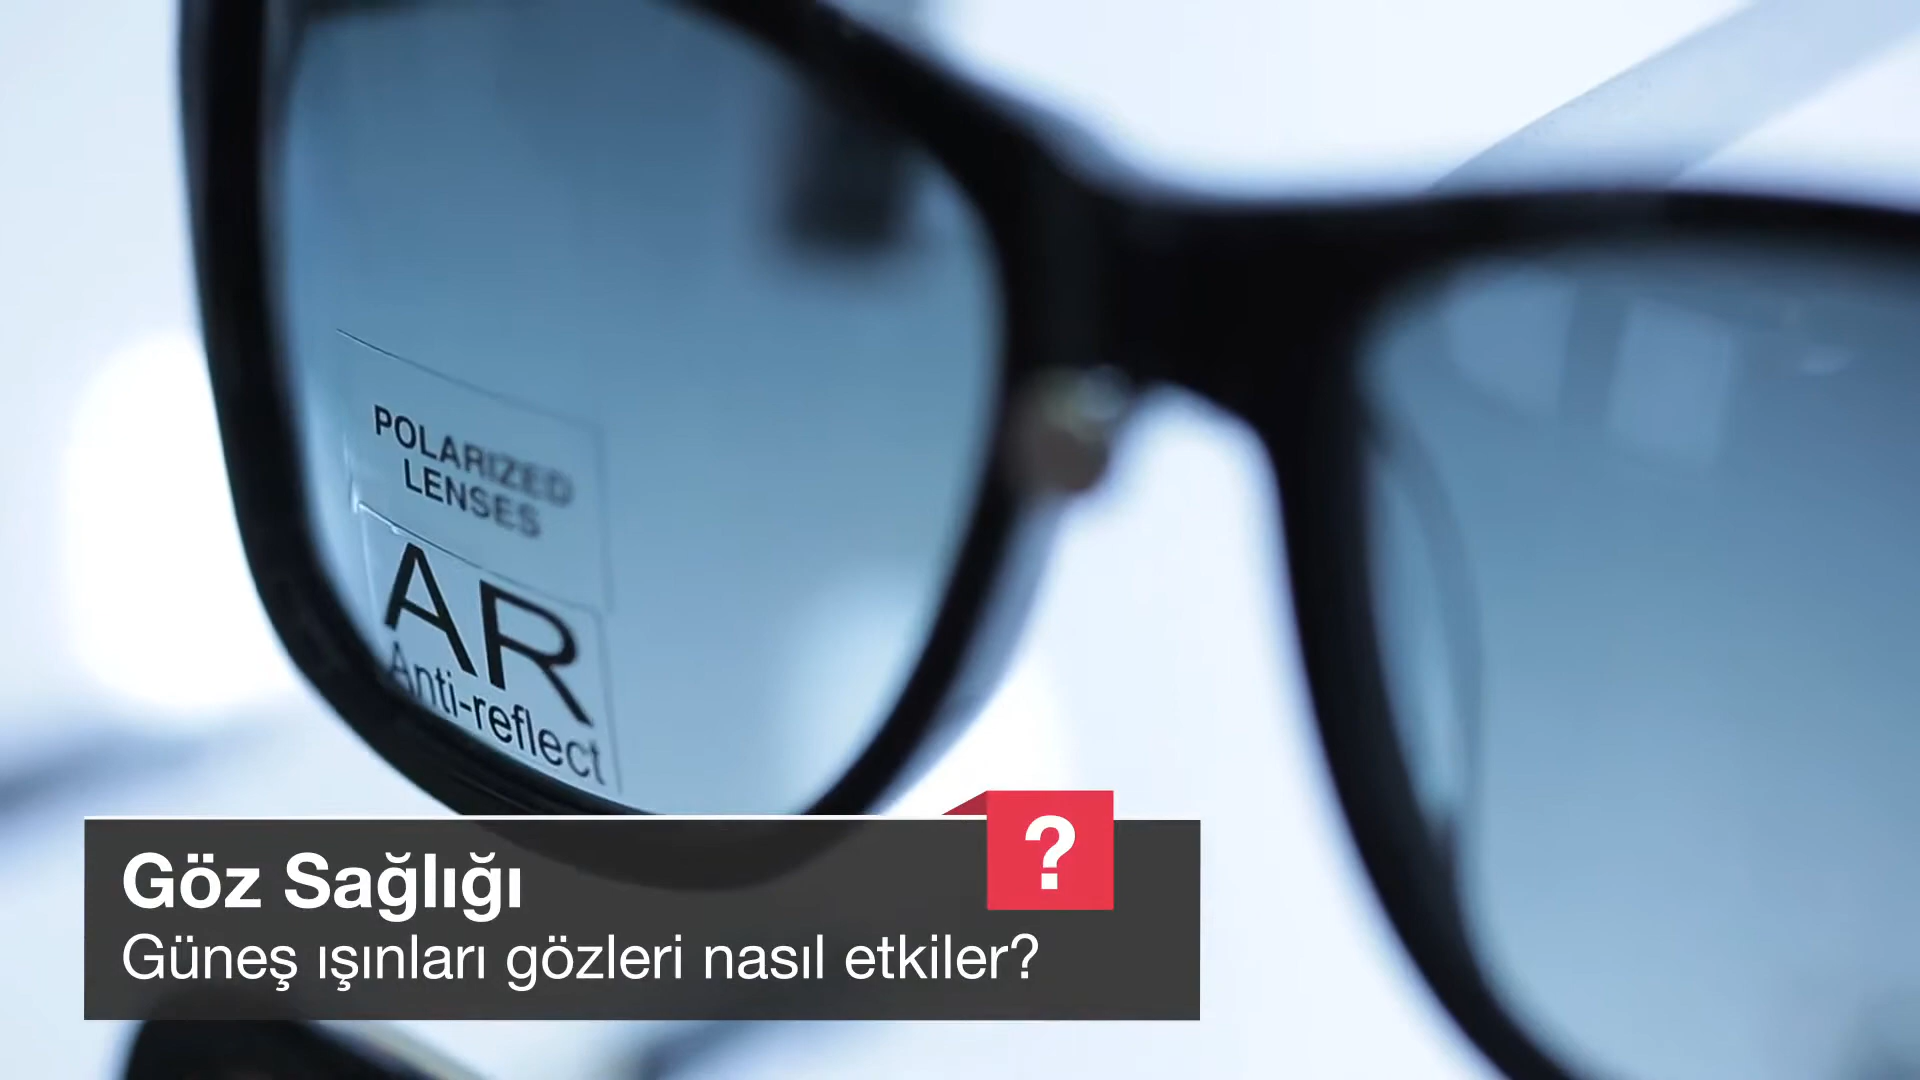 POLARIZED
LENSES
AR
Anti-reflect
?
Göz Sağlığı
Güneş ışınları gözleri nasıl etkiler?